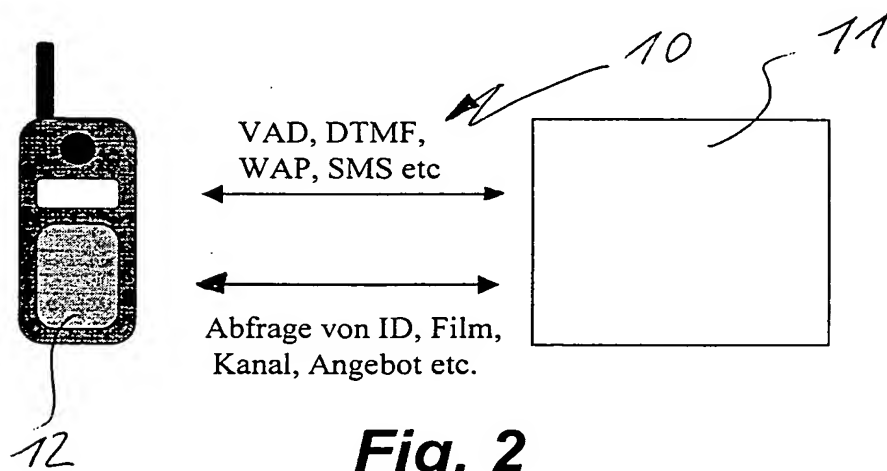 10
11
VAD, DTMF,
WAP, SMS etc
Abfrage von ID, Film,
Kanal, Angebot etc.
12
Fig. 2